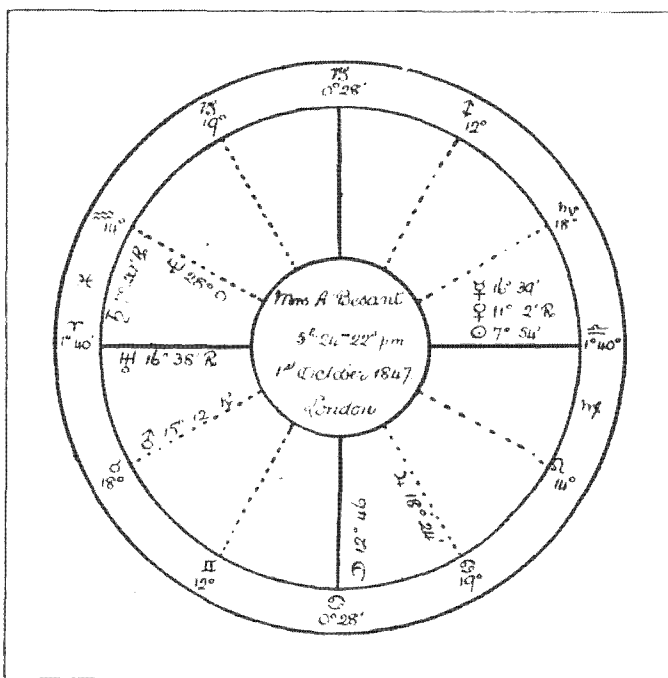 ♑
0°28'
♑
19°
♐
12°
♒
14°
♏
18°
♓
♆ 28° 0
☿ 16° 39'
♀ 11° 2' R
☉ 7° 54'
♈
1° 40'
♎
1° 40'
Mrs A Besant
5h 24m 22s pm
1st October 1847
London
♅ 16° 38' R
♍
♂ 15° 12
♉
18°
♌
14°
♃ 18° 24
☽ 12° 46
♊
12°
♋
0°28'
♋
19°